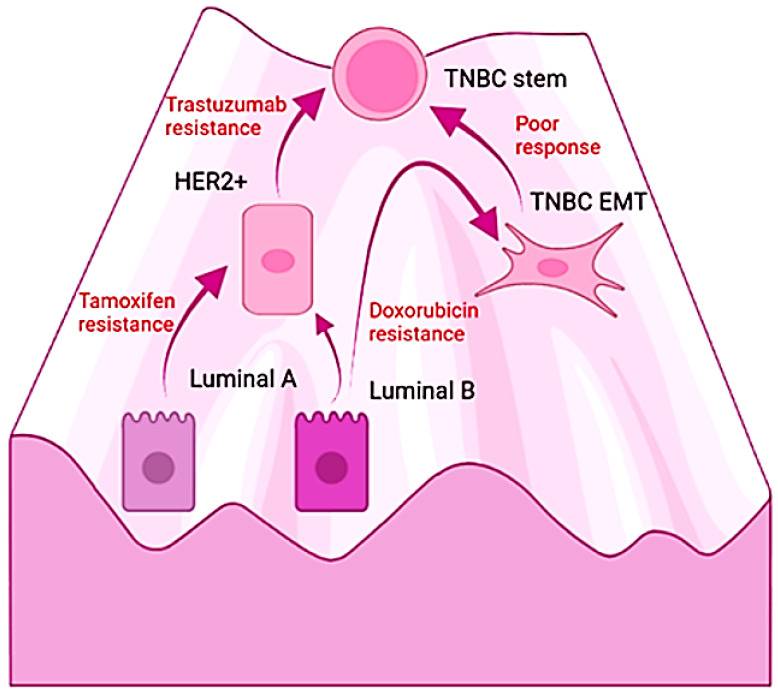 TNBC stem
Trastuzumab
resistance
Poor
response
HER2+
TNBC EMT
Tamoxifen
resistance
Doxorubicin
resistance
Luminal A
Luminal B